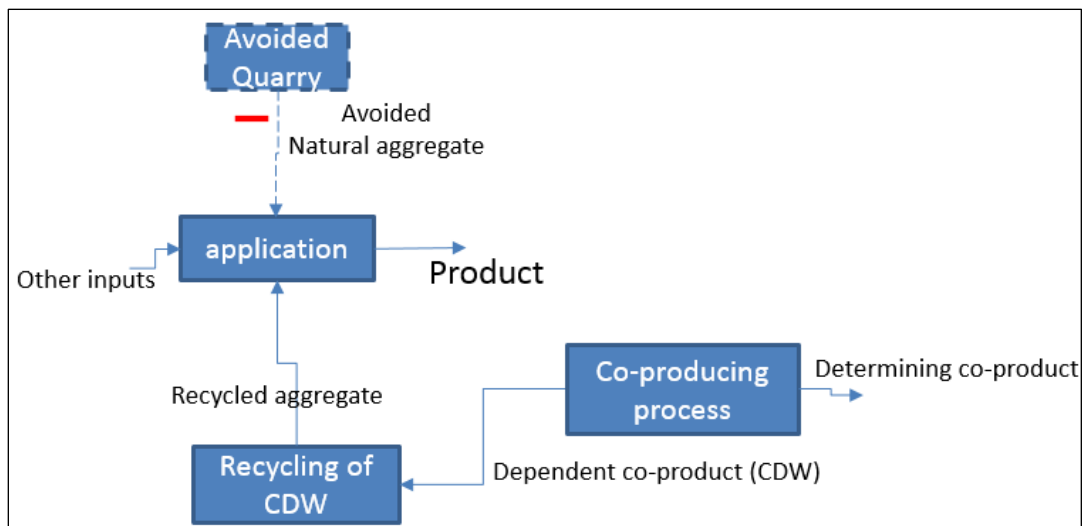 Avoided
Quarry
Avoided
Natural aggregate
application
Other inputs
Product
Co-producing
process
Determining co-product
Recycled aggregate
Recycling of
CDW
Dependent co-product (CDW)